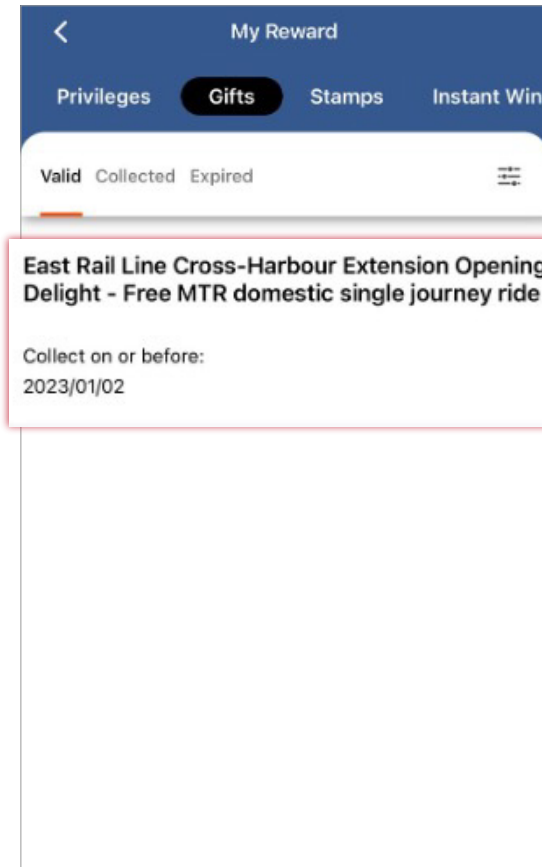 My Reward
Privileges Gifts Stamps Instant Win
Valid Collected Expired
East Rail Line Cross-Harbour Extension Opening
Delight - Free MTR domestic single journey ride
Collect on or before:
2023/01/02